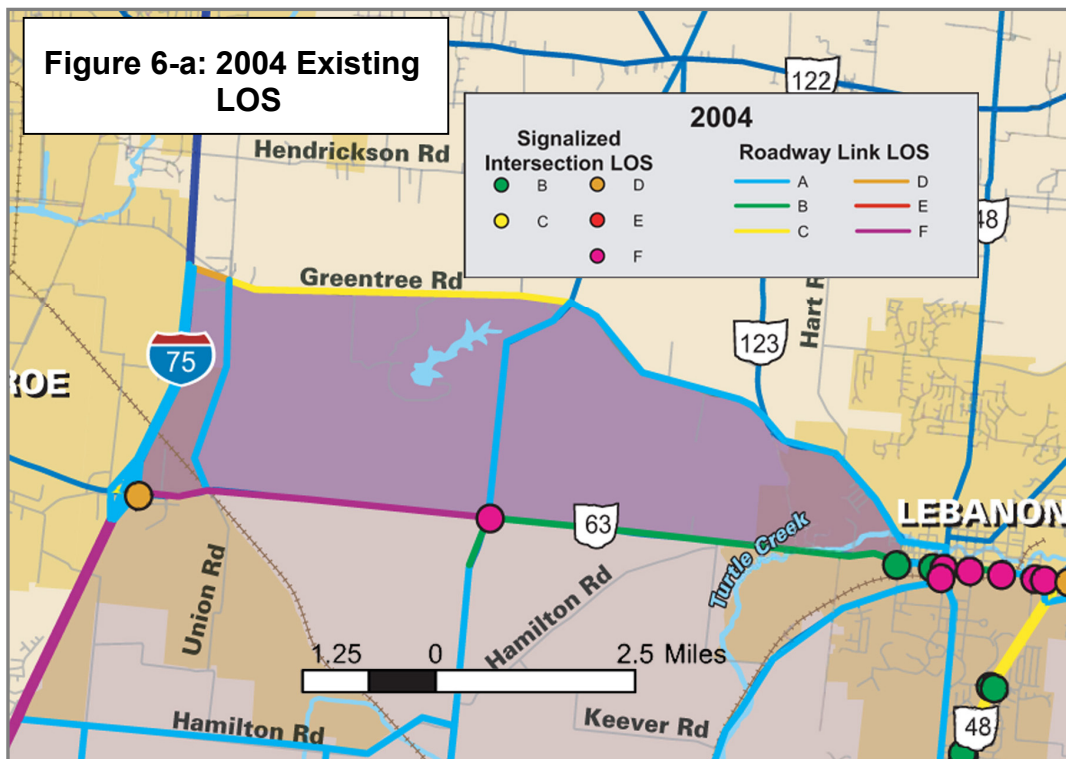 Figure 6-a: 2004 Existing
LOS
122
2004
Signalized
Intersection LOS
Roadway Link LOS
B
D
C
E
F
A
D
B
E
C
F
Hendrickson Rd
48
Greentree Rd
Hart R
123
75
ROE
63
LEBANON
Turtle Creek
Union Rd
Hamilton Rd
1.25 0 2.5 Miles
Hamilton Rd
Keever Rd
48